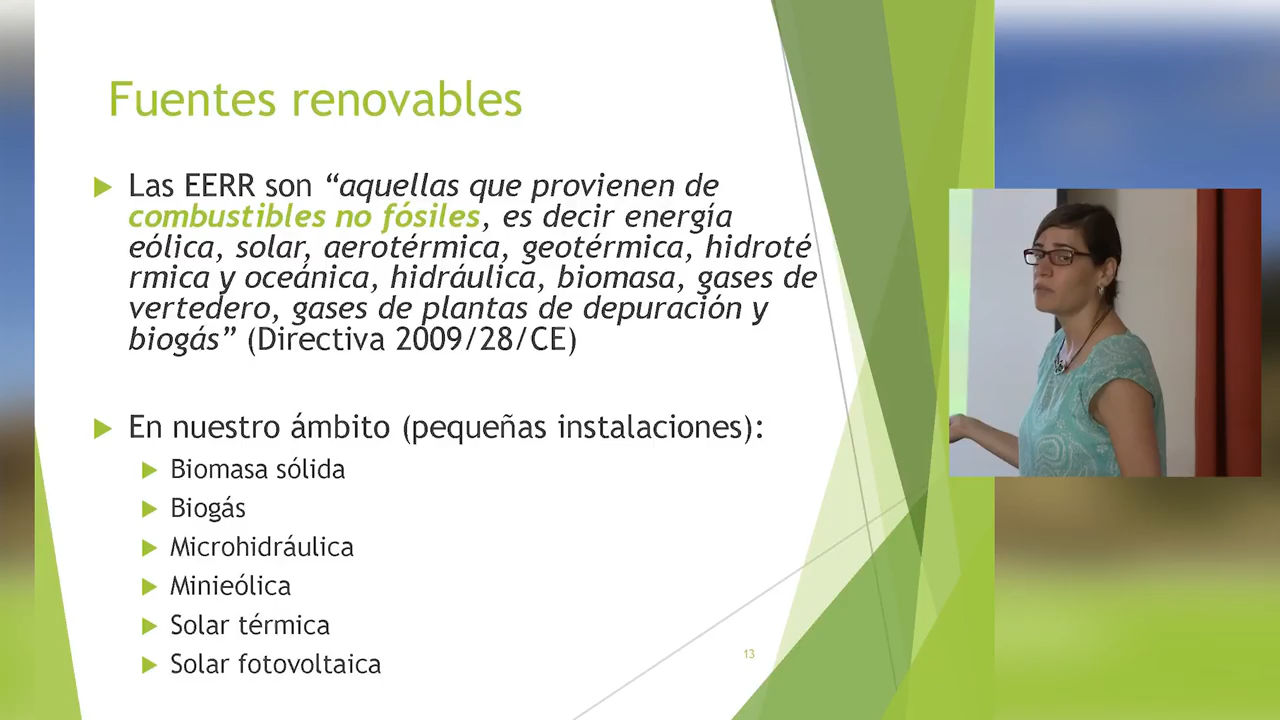 Fuentes renovables
Las EERR son “aquellas que provienen de
combustibles no fósiles, es decir energía
eólica, solar, aerotérmica, geotérmica, hidroté
rmica y oceánica, hidráulica, biomasa, gases de
vertedero, gases de plantas de depuración y
biogás” (Directiva 2009/28/CE)
En nuestro ámbito (pequeñas instalaciones):
Biomasa sólida
Biogás
Microhidráulica
Minieólica
Solar térmica
Solar fotovoltaica
13